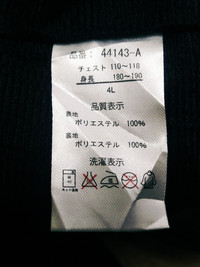 品番: 44143-A
チェスト 110~118
身長 180~190
4L
品質表示
表地
ポリエステル 100%
裏地
ポリエステル 100%
洗濯表示